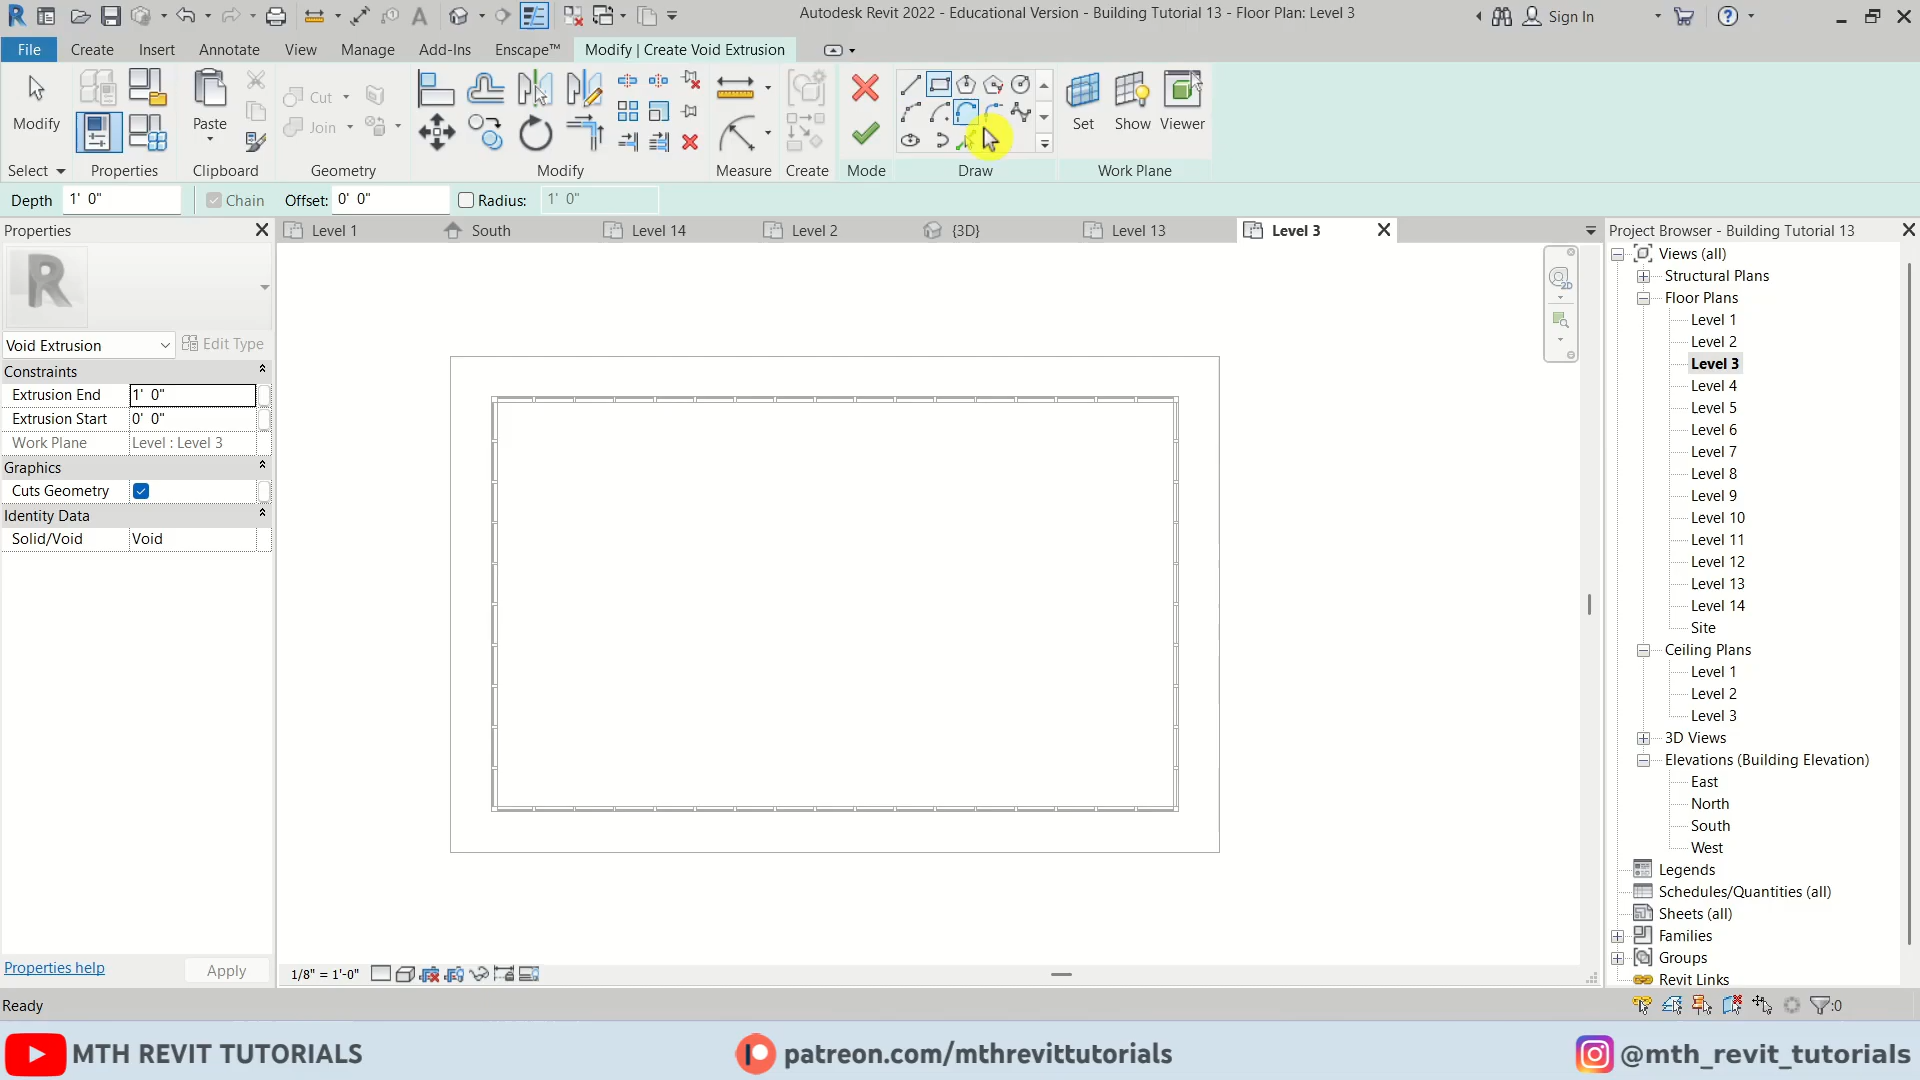 Autodesk Revit 2022 - Educational Version - Building Tutorial 13 - Floor Plan: Level 3
Sign In
File
Create
Insert
Annotate
View
Manage
Add-Ins
Enscape™
Modify | Create Void Extrusion
Modify
Paste
Cut
Join
Set
Show
Viewer
Select
Properties
Clipboard
Geometry
Modify
Measure
Create
Mode
Draw
Work Plane
Depth
1' 0"
Chain
Offset:
0' 0"
Radius:
1' 0"
Properties
Level 1
South
Level 14
Level 2
{3D}
Level 13
Level 3
Project Browser - Building Tutorial 13
R
Void Extrusion
Edit Type
Constraints
Extrusion End
1' 0"
Extrusion Start
0' 0"
Work Plane
Level : Level 3
Graphics
Cuts Geometry
Identity Data
Solid/Void
Void
Properties help
Apply
2D
Views (all)
Structural Plans
Floor Plans
Level 1
Level 2
Level 3
Level 4
Level 5
Level 6
Level 7
Level 8
Level 9
Level 10
Level 11
Level 12
Level 13
Level 14
Site
Ceiling Plans
Level 1
Level 2
Level 3
3D Views
Elevations (Building Elevation)
East
North
South
West
Legends
Schedules/Quantities (all)
Sheets (all)
Families
Groups
Revit Links
1/8" = 1'-0"
Ready
:0
MTH REVIT TUTORIALS
patreon.com/mthrevittutorials
@mth_revit_tutorials